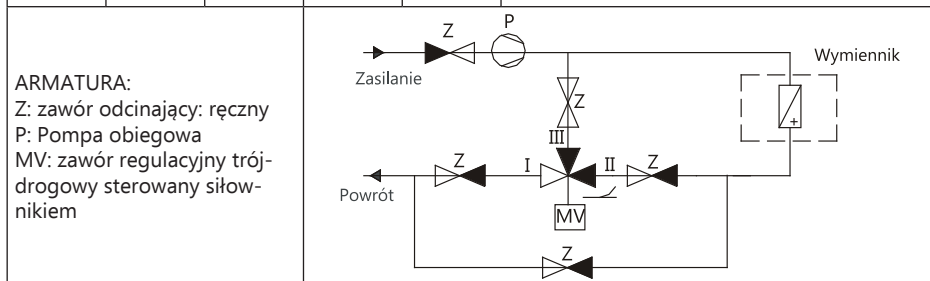 ARMATURA:
Z: zawór odcinający: ręczny
P: Pompa obiegowa
MV: zawór regulacyjny trój-
drogowy sterowany siłow-
nikiem
Z
P
Zasilanie
Wymiennik
+
Z
III
Z
I
II
Z
Powrót
MV
Z